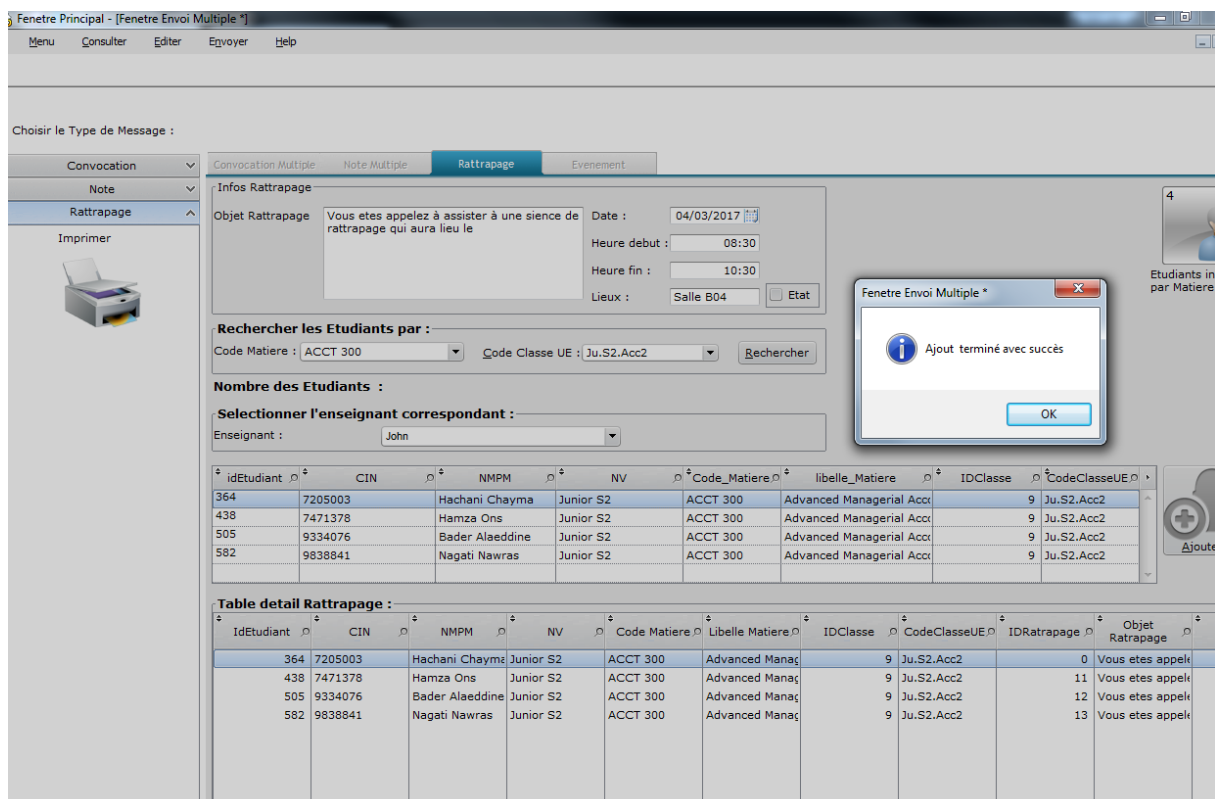 Fenetre Principal - [Fenetre Envoi Multiple *]
Menu Consulter Editer Envoyer Help
Choisir le Type de Message :
Convocation
Note
Rattrapage
Imprimer
Convocation Multiple Note Multiple Rattrapage Evenement
Infos Rattrapage
Objet Rattrapage
Vous etes appelez à assister à une sience de
rattrapage qui aura lieu le
Date : 04/03/2017
Heure debut : 08:30
Heure fin : 10:30
Lieux : Salle B04 Etat
4
Etudiants in
par Matiere
Rechercher les Etudiants par :
Code Matiere : ACCT 300 Code Classe UE : Ju.S2.Acc2 Rechercher
Nombre des Etudiants :
Selectionner l'enseignant correspondant :
Enseignant : John
Fenetre Envoi Multiple *
Ajout terminé avec succès
OK
idEtudiant CIN NMPM NV Code_Matiere libelle_Matiere IDClasse CodeClasseUE
364 7205003 Hachani Chayma Junior S2 ACCT 300 Advanced Managerial Acc 9 Ju.S2.Acc2
438 7471378 Hamza Ons Junior S2 ACCT 300 Advanced Managerial Acc 9 Ju.S2.Acc2
505 9334076 Bader Alaeddine Junior S2 ACCT 300 Advanced Managerial Acc 9 Ju.S2.Acc2
582 9838841 Nagati Nawras Junior S2 ACCT 300 Advanced Managerial Acc 9 Ju.S2.Acc2
Ajoute
Table detail Rattrapage :
IdEtudiant CIN NMPM NV Code Matiere Libelle Matiere IDClasse CodeClasseUE IDRatrapage Objet
Ratrapage
364 7205003 Hachani Chayma Junior S2 ACCT 300 Advanced Manag 9 Ju.S2.Acc2 0 Vous etes appele
438 7471378 Hamza Ons Junior S2 ACCT 300 Advanced Manag 9 Ju.S2.Acc2 11 Vous etes appele
505 9334076 Bader Alaeddine Junior S2 ACCT 300 Advanced Manag 9 Ju.S2.Acc2 12 Vous etes appele
582 9838841 Nagati Nawras Junior S2 ACCT 300 Advanced Manag 9 Ju.S2.Acc2 13 Vous etes appele